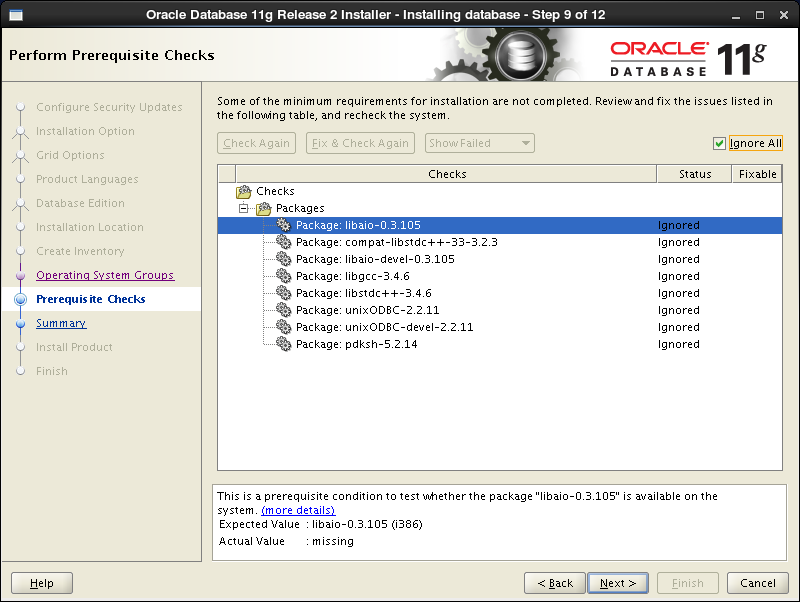 Oracle Database 11g Release 2 Installer - Installing database - Step 9 of 12
Perform Prerequisite Checks
ORACLE
DATABASE
11g
Configure Security Updates
Installation Option
Grid Options
Product Languages
Database Edition
Installation Location
Create Inventory
Operating System Groups
Prerequisite Checks
Summary
Install Product
Finish
Some of the minimum requirements for installation are not completed. Review and fix the issues listed in
the following table, and recheck the system.
Check Again
Fix & Check Again
Show Failed
Ignore All
Checks Status Fixable
Checks
Packages
Package: libaio-0.3.105 Ignored
Package: compat-libstdc++-33-3.2.3 Ignored
Package: libaio-devel-0.3.105 Ignored
Package: libgcc-3.4.6 Ignored
Package: libstdc++-3.4.6 Ignored
Package: unixODBC-2.2.11 Ignored
Package: unixODBC-devel-2.2.11 Ignored
Package: pdksh-5.2.14 Ignored
This is a prerequisite condition to test whether the package "libaio-0.3.105" is available on the
system. (more details)
Expected Value : libaio-0.3.105 (i386)
Actual Value : missing
Help
< Back
Next >
Finish
Cancel